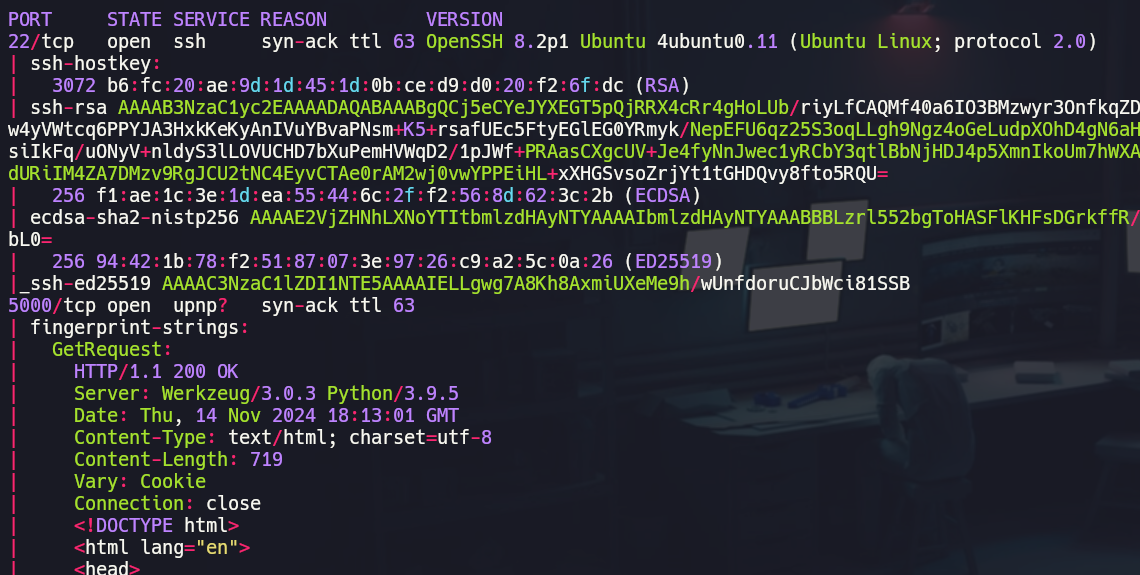 PORT     STATE SERVICE REASON         VERSION
22/tcp   open  ssh     syn-ack ttl 63 OpenSSH 8.2p1 Ubuntu 4ubuntu0.11 (Ubuntu Linux; protocol 2.0)
| ssh-hostkey:
|   3072 b6:fc:20:ae:9d:1d:45:1d:0b:ce:d9:d0:20:f2:6f:dc (RSA)
| ssh-rsa AAAAB3NzaC1yc2EAAAADAQABAAABgQCj5eCYeJYXEGT5pQjRRX4cRr4gHoLUb/riyLfCAQMf40a6IO3BMzwyr3OnfkqZD
w4yVWtcq6PPYJA3HxkKeKyAnIVuYBvaPNsm+K5+rsafUEc5FtyEGlEG0YRmyk/NepEFU6qz25S3oqLLgh9Ngz4oGeLudpXOhD4gN6aH
siIkFq/uONyV+nldyS3lLOVUCHD7bXuPemHVWqD2/1pJWf+PRAasCXgcUV+Je4fyNnJwec1yRCbY3qtlBbNjHDJ4p5XmnIkoUm7hWXA
dURiIM4ZA7DMzv9RgJCU2tNC4EyvCTAe0rAM2wj0vwYPPEiHL+xXHGSvsoZrjYt1tGHDQvy8fto5RQU=
|   256 f1:ae:1c:3e:1d:ea:55:44:6c:2f:f2:56:8d:62:3c:2b (ECDSA)
| ecdsa-sha2-nistp256 AAAAE2VjZHNhLXNoYTItbmlzdHAyNTYAAAAIbmlzdHAyNTYAAABBBLzrl552bgToHASFlKHFsDGrkffR/
bL0=
|   256 94:42:1b:78:f2:51:87:07:3e:97:26:c9:a2:5c:0a:26 (ED25519)
|_ssh-ed25519 AAAAC3NzaC1lZDI1NTE5AAAAIELLgwg7A8Kh8AxmiUXeMe9h/wUnfdoruCJbWci81SSB
5000/tcp open  upnp?   syn-ack ttl 63
| fingerprint-strings:
|   GetRequest:
|     HTTP/1.1 200 OK
|     Server: Werkzeug/3.0.3 Python/3.9.5
|     Date: Thu, 14 Nov 2024 18:13:01 GMT
|     Content-Type: text/html; charset=utf-8
|     Content-Length: 719
|     Vary: Cookie
|     Connection: close
|     <!DOCTYPE html>
|     <html lang="en">
|     <head>